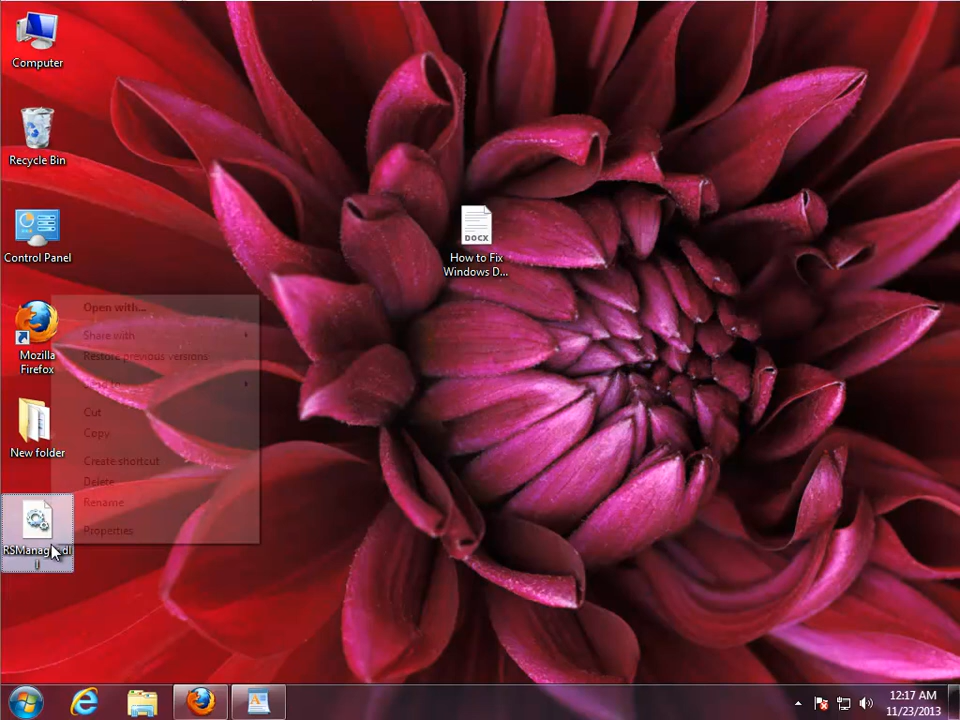 Computer
Recycle Bin
Control Panel
Mozilla
Firefox
New folder
DOCX
How to Fix
Windows D...
Open with...
Share with
Restore previous versions
Cut
Copy
Create shortcut
Delete
Rename
Properties
12:17 AM
11/23/2013